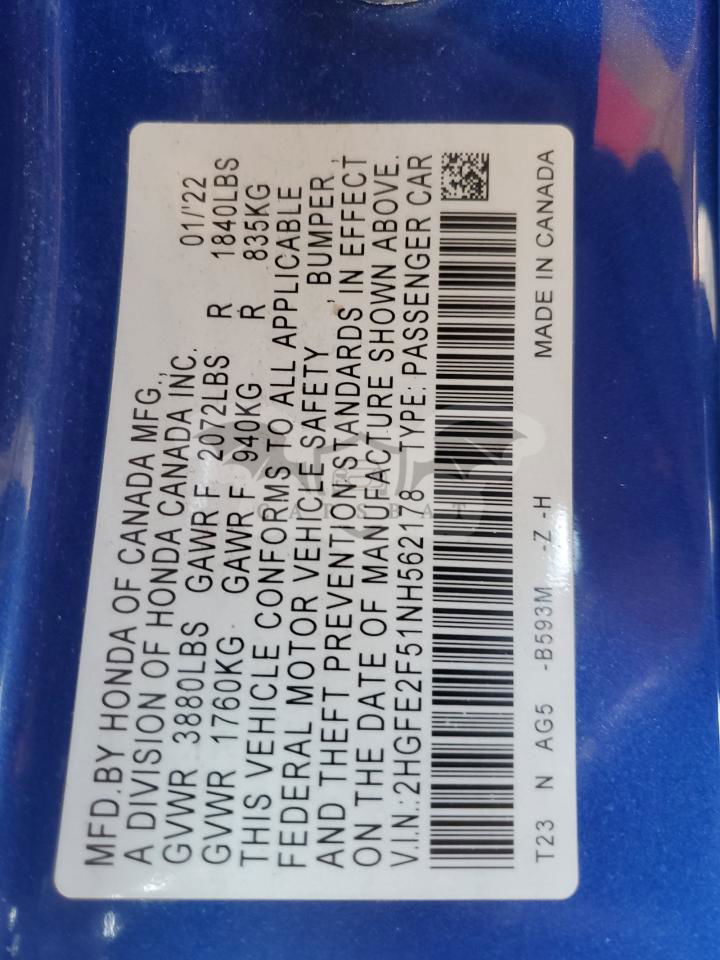 MFD.BY HONDA OF CANADA MFG.,
A DIVISION OF HONDA CANADA INC. 01/'22
GVWR 3880LBS GAWR F 2072LBS R 1840LBS
GVWR 1760KG GAWR F 940KG R 835KG
THIS VEHICLE CONFORMS TO ALL APPLICABLE
FEDERAL MOTOR VEHICLE SAFETY , BUMPER ,
AND THEFT PREVENTION STANDARDS IN EFFECT
ON THE DATE OF MANUFACTURE SHOWN ABOVE.
V.I.N.:2HGFE2F51NH562178 TYPE: PASSENGER CAR
T23 N AG5 -B593M -Z -H MADE IN CANADA
CARSBAT